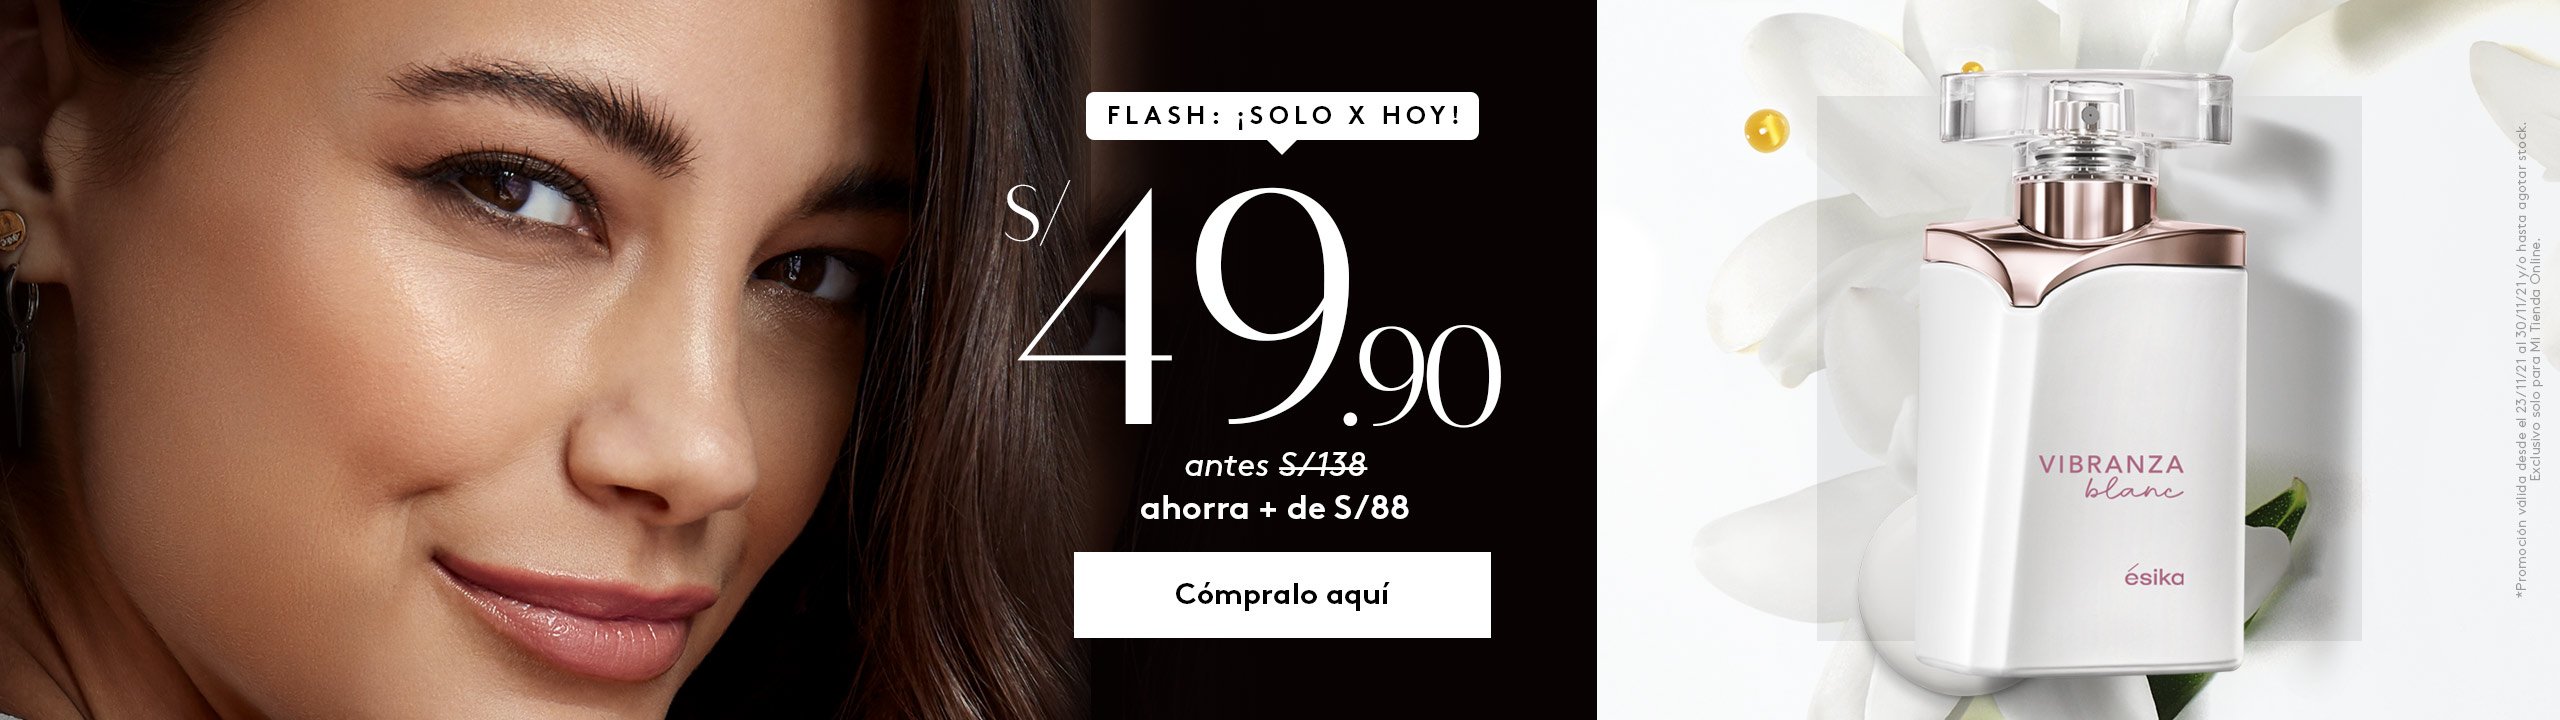 FLASH: ¡SOLO X HOY!
S/49.90
antes S/138
ahorra + de S/88
Cómpralo aquí
VIBRANZA
blanc
ésika
*Promoción válida desde el 23/11/21 al 30/11/21 y/o hasta agotar stock.
Exclusivo solo para Mi Tienda Online.